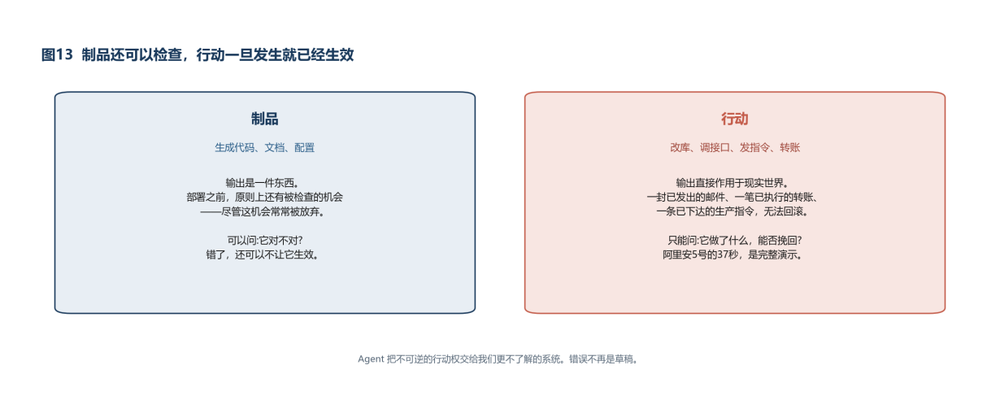 图13 制品还可以检查，行动一旦发生就已经生效
制品
生成代码、文档、配置
输出是一件东西。
部署之前，原则上还有被检查的机会
——尽管这机会常常被放弃。
可以问:它对不对?
错了，还可以不让它生效。
行动
改库、调接口、发指令、转账
输出直接作用于现实世界。
一封已发出的邮件、一笔已执行的转账、
一条已下达的生产指令，无法回滚。
只能问:它做了什么，能否挽回?
阿里安5号的37秒，是完整演示。
Agent 把不可逆的行动权交给我们更不了解的系统。错误不再是草稿。